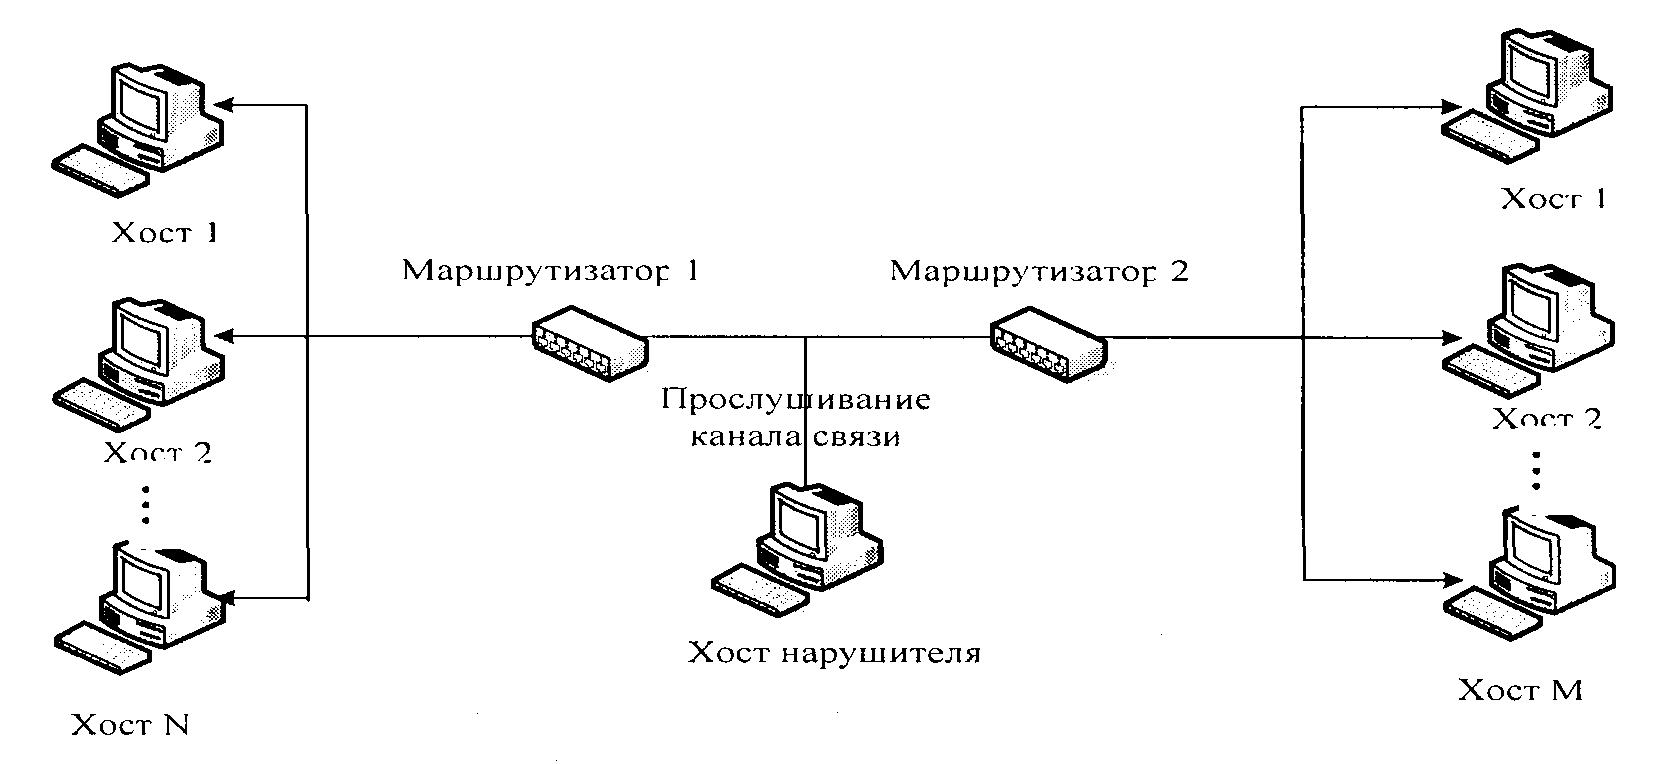 Хост 1
Хост 1
Маршрутизатор 1
Маршрутизатор 2
Прослушивание
канала связи
Хост 2
Хост 2
Хост нарушителя
Хост N
Хост M